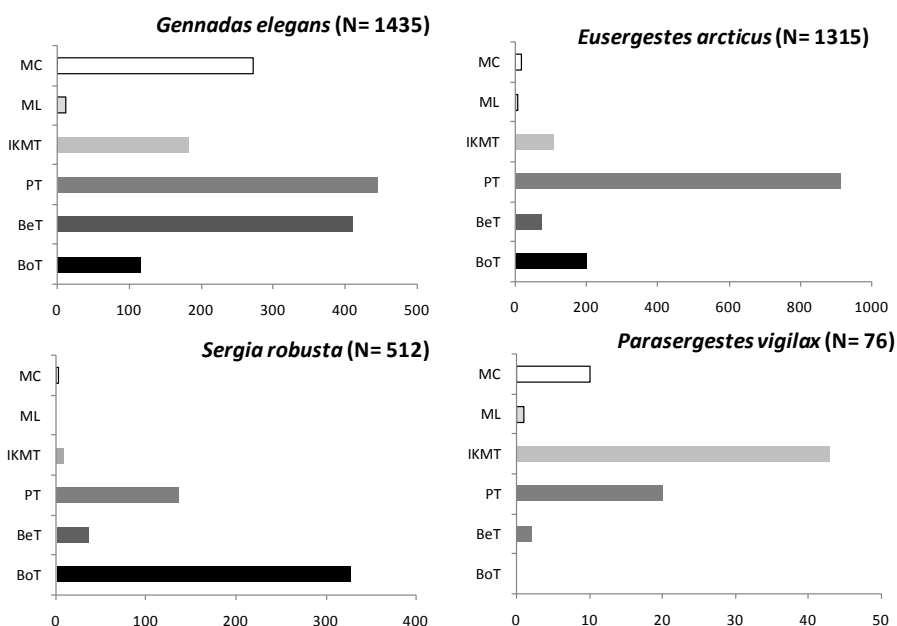 Gennadas elegans (N= 1435)
MC
ML
IKMT
PT
BeT
BoT
0 100 200 300 400 500
Eusergestes arcticus (N= 1315)
MC
ML
IKMT
PT
BeT
BoT
0 200 400 600 800 1000
Sergia robusta (N= 512)
MC
ML
IKMT
PT
BeT
BoT
0 100 200 300 400
Parasergestes vigilax (N= 76)
MC
ML
IKMT
PT
BeT
BoT
0 10 20 30 40 50